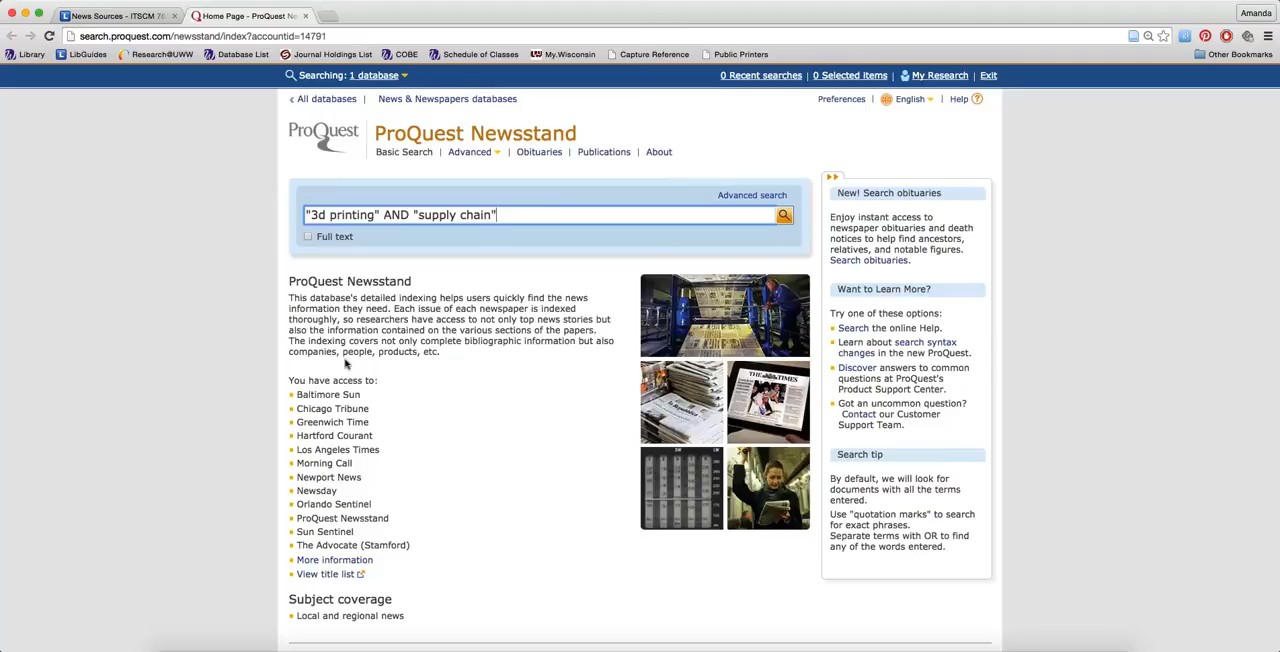 News Sources - ITSCM 76
Home Page - ProQuest Ne
Amanda
search.proquest.com/newsstand/index?accountid=14791
Library
LibGuides
Research@UWW
Database List
Journal Holdings List
COBE
Schedule of Classes
My.Wisconsin
Capture Reference
Public Printers
Other Bookmarks
Searching: 1 database
0 Recent searches | 0 Selected items | My Research | Exit
‹ All databases | News & Newspapers databases
Preferences | English | Help ?
ProQuest
ProQuest Newsstand
Basic Search | Advanced | Obituaries | Publications | About
Advanced search
"3d printing" AND "supply chain"
Full text
ProQuest Newsstand
This database's detailed indexing helps users quickly find the news
information they need. Each issue of each newspaper is indexed
thoroughly, so researchers have access to not only top news stories but
also the information contained on the various sections of the papers.
The indexing covers not only complete bibliographic information but also
companies, people, products, etc.
You have access to:
Baltimore Sun
Chicago Tribune
Greenwich Time
Hartford Courant
Los Angeles Times
Morning Call
Newport News
Newsday
Orlando Sentinel
ProQuest Newsstand
Sun Sentinel
The Advocate (Stamford)
More information
View title list
Subject coverage
Local and regional news
New! Search obituaries
Enjoy instant access to
newspaper obituaries and death
notices to help find ancestors,
relatives, and notable figures.
Search obituaries.
Want to Learn More?
Try one of these options:
Search the online Help.
Learn about search syntax
changes in the new ProQuest.
Discover answers to common
questions at ProQuest's
Product Support Center.
Got an uncommon question?
Contact our Customer
Support Team.
Search tip
By default, we will look for
documents with all the terms
entered.
Use "quotation marks" to search
for exact phrases.
Separate terms with OR to find
any of the words entered.